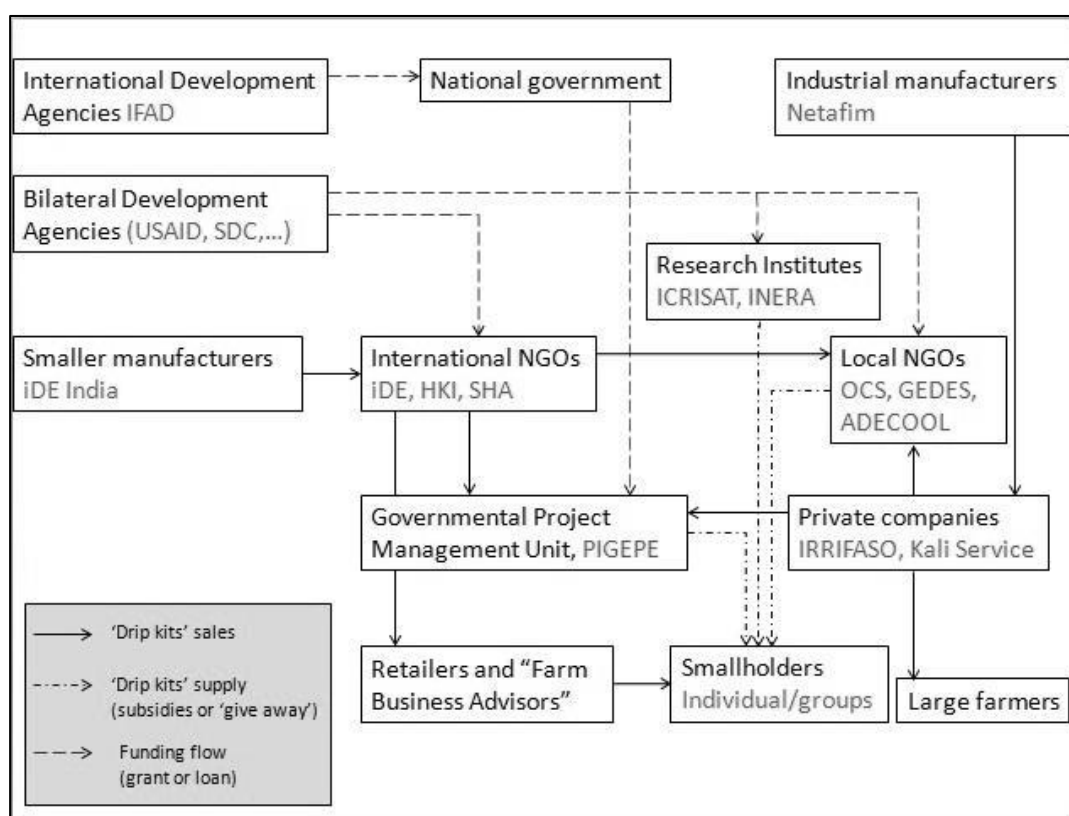 International Development
Agencies IFAD
National government
Industrial manufacturers
Netafim
Bilateral Development
Agencies (USAID, SDC,...)
Research Institutes
ICRISAT, INERA
Smaller manufacturers
iDE India
International NGOs
iDE, HKI, SHA
Local NGOs
OCS, GEDES,
ADECOOL
Governmental Project
Management Unit, PIGEPE
Private companies
IRRIFASO, Kali Service
Retailers and “Farm
Business Advisors”
Smallholders
Individual/groups
Large farmers
‘Drip kits’ sales
‘Drip kits’ supply
(subsidies or ‘give away’)
Funding flow
(grant or loan)